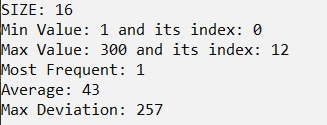 SIZE: 16
Min Value: 1 and its index: 0
Max Value: 300 and its index: 12
Most Frequent: 1
Average: 43
Max Deviation: 257